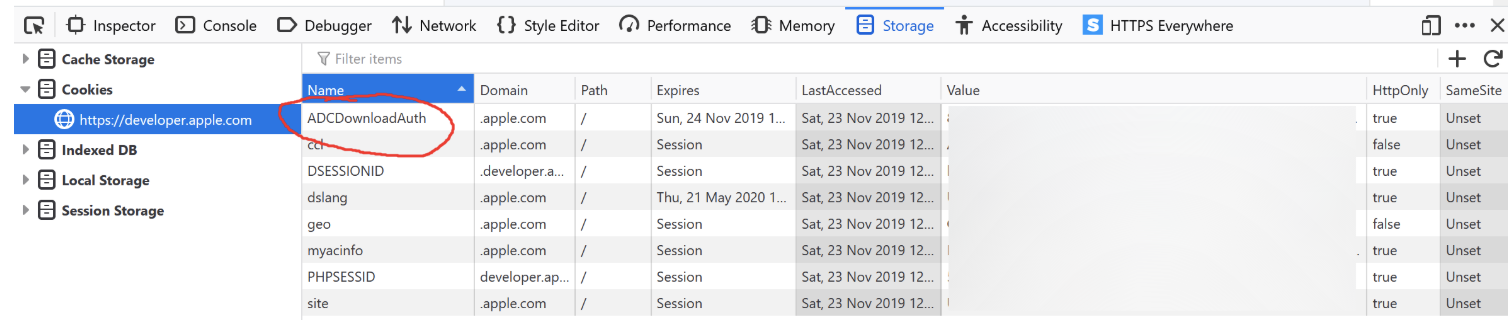 Inspector Console Debugger Network {} Style Editor Performance Memory Storage Accessibility S HTTPS Everywhere
Cache Storage
Cookies
https://developer.apple.com
Indexed DB
Local Storage
Session Storage
Filter items
Name Domain Path Expires LastAccessed Value HttpOnly SameSite
ADCDownloadAuth .apple.com / Sun, 24 Nov 2019 1... Sat, 23 Nov 2019 12... true Unset
ccl .apple.com / Session Sat, 23 Nov 2019 12... false Unset
DSESSIONID .developer.a... / Session Sat, 23 Nov 2019 12... true Unset
dslang .apple.com / Thu, 21 May 2020 1... Sat, 23 Nov 2019 12... true Unset
geo .apple.com / Session Sat, 23 Nov 2019 12... false Unset
myacinfo .apple.com / Session Sat, 23 Nov 2019 12... true Unset
PHPSESSID developer.ap... / Session Sat, 23 Nov 2019 12... true Unset
site .apple.com / Session Sat, 23 Nov 2019 12... true Unset